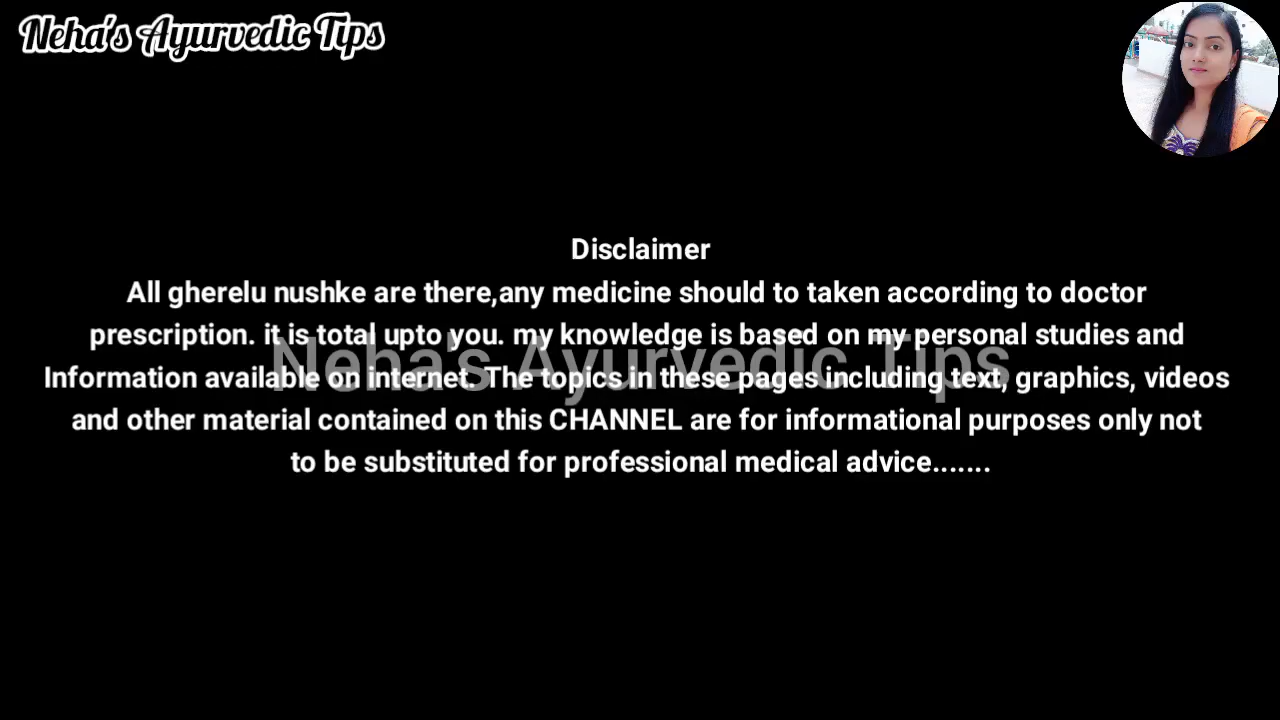 Neha's Ayurvedic Tips
Disclaimer
All gherelu nushke are there,any medicine should to taken according to doctor
prescription. it is total upto you. my knowledge is based on my personal studies and
Neha's Ayurvedic Tips
Information available on internet. The topics in these pages including text, graphics, videos
and other material contained on this CHANNEL are for informational purposes only not
to be substituted for professional medical advice.......